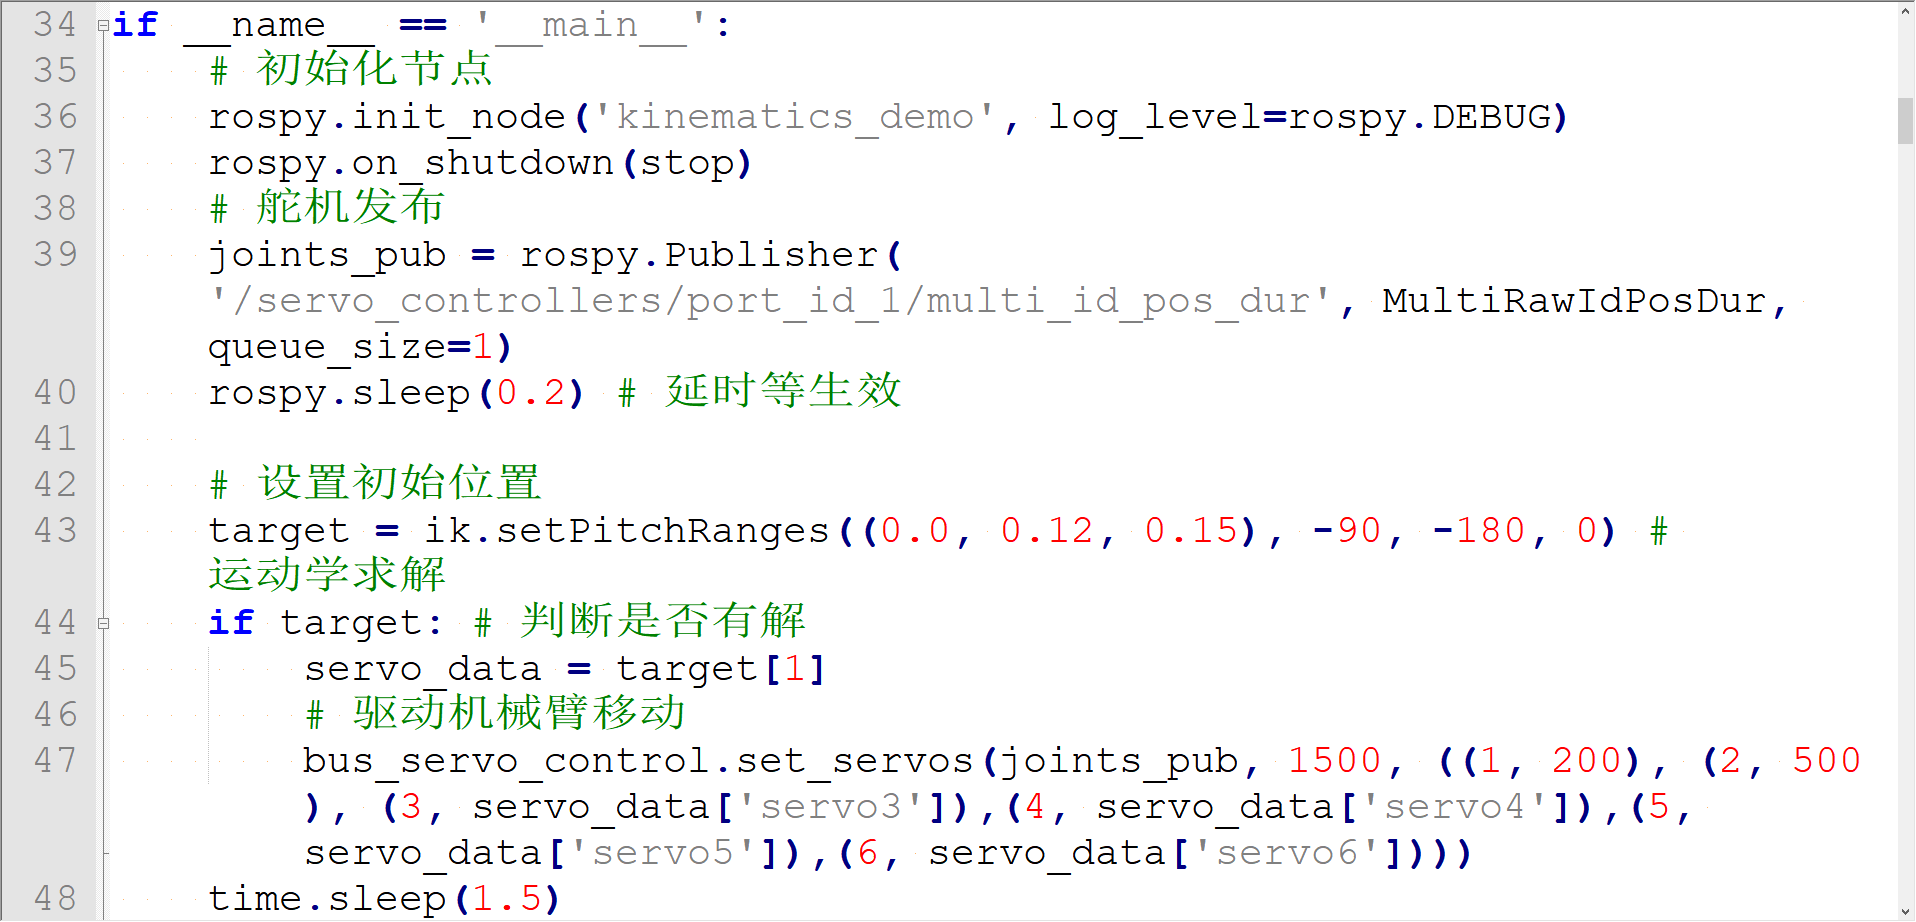 34 if __name__ == '__main__':
35 # 初始化节点
36 rospy.init_node('kinematics_demo', log_level=rospy.DEBUG)
37 rospy.on_shutdown(stop)
38 # 舵机发布
39 joints_pub = rospy.Publisher(
'/servo_controllers/port_id_1/multi_id_pos_dur', MultiRawIdPosDur,
queue_size=1)
40 rospy.sleep(0.2) # 延时等生效
41
42 # 设置初始位置
43 target = ik.setPitchRanges((0.0, 0.12, 0.15), -90, -180, 0) #
运动学求解
44 if target: # 判断是否有解
45 servo_data = target[1]
46 # 驱动机械臂移动
47 bus_servo_control.set_servos(joints_pub, 1500, ((1, 200), (2, 500
), (3, servo_data['servo3']),(4, servo_data['servo4']),(5,
servo_data['servo5']),(6, servo_data['servo6'])))
48 time.sleep(1.5)